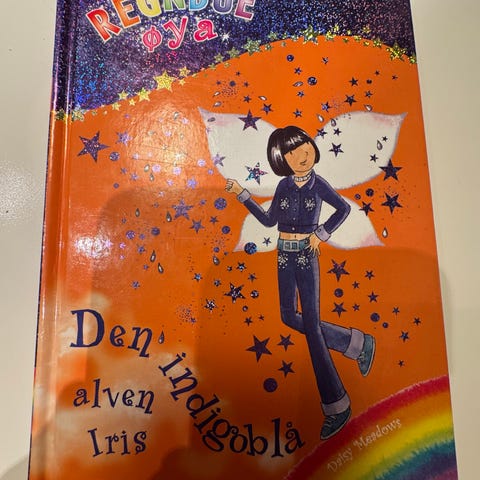 REGNBUE
øya
Den indigoblå
alven
Iris
Daisy Meadows